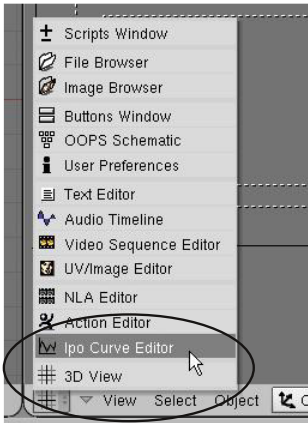 Scripts Window
File Browser
Image Browser
Buttons Window
OOPS Schematic
User Preferences
Text Editor
Audio Timeline
Video Sequence Editor
UV/Image Editor
NLA Editor
Action Editor
Ipo Curve Editor
3D View
View Select Object